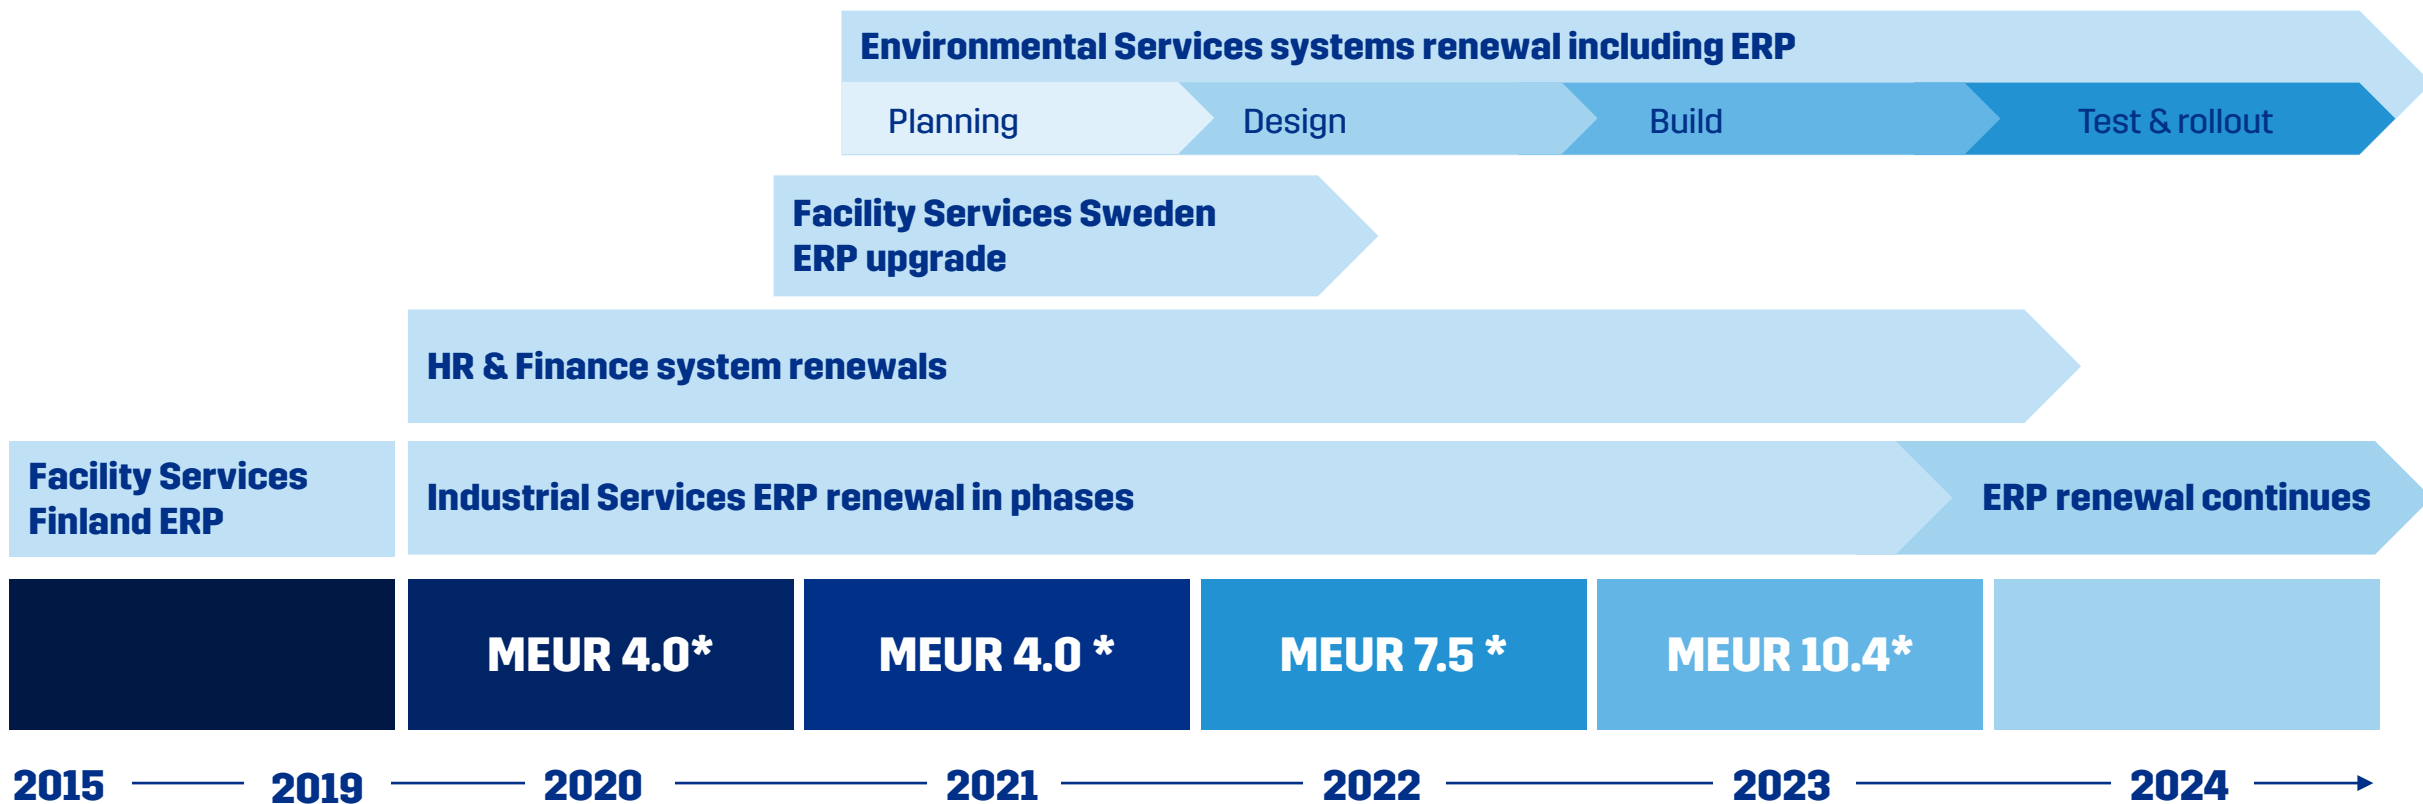 Environmental Services systems renewal including ERP
Planning
Design
Build
Test & rollout
Facility Services Sweden
ERP upgrade
HR & Finance system renewals
Facility Services
Finland ERP
Industrial Services ERP renewal in phases
ERP renewal continues
MEUR 4.0*
MEUR 4.0 *
MEUR 7.5 *
MEUR 10.4*
2015
2019
2020
2021
2022
2023
2024